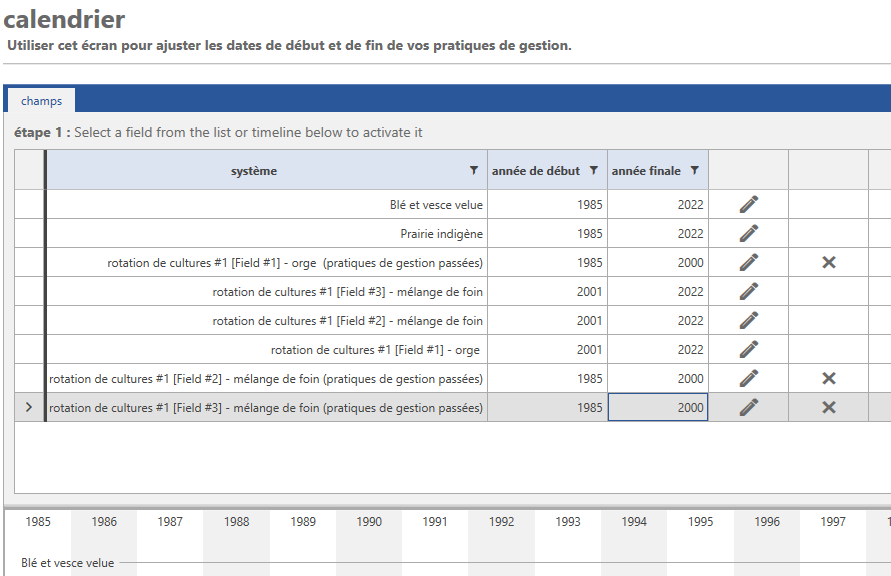 calendrier
Utiliser cet écran pour ajuster les dates de début et de fin de vos pratiques de gestion.
champs
étape 1 : Select a field from the list or timeline below to activate it
système année de début année finale
Blé et vesce velue 1985 2022
Prairie indigène 1985 2022
rotation de cultures #1 [Field #1] - orge (pratiques de gestion passées) 1985 2000
rotation de cultures #1 [Field #3] - mélange de foin 2001 2022
rotation de cultures #1 [Field #2] - mélange de foin 2001 2022
rotation de cultures #1 [Field #1] - orge 2001 2022
rotation de cultures #1 [Field #2] - mélange de foin (pratiques de gestion passées) 1985 2000
rotation de cultures #1 [Field #3] - mélange de foin (pratiques de gestion passées) 1985 2000
1985 1986 1987 1988 1989 1990 1991 1992 1993 1994 1995 1996 1997
Blé et vesce velue